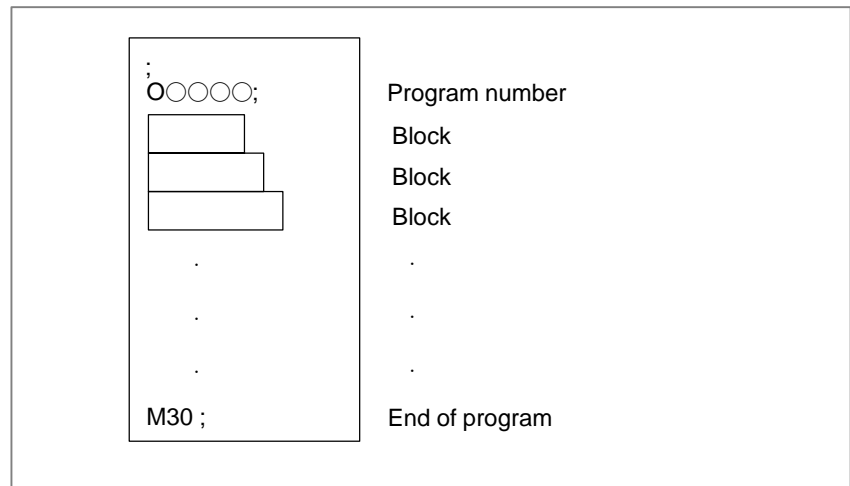 ;
O○○○○; Program number
Block
Block
Block
. .
. .
. .
M30 ; End of program